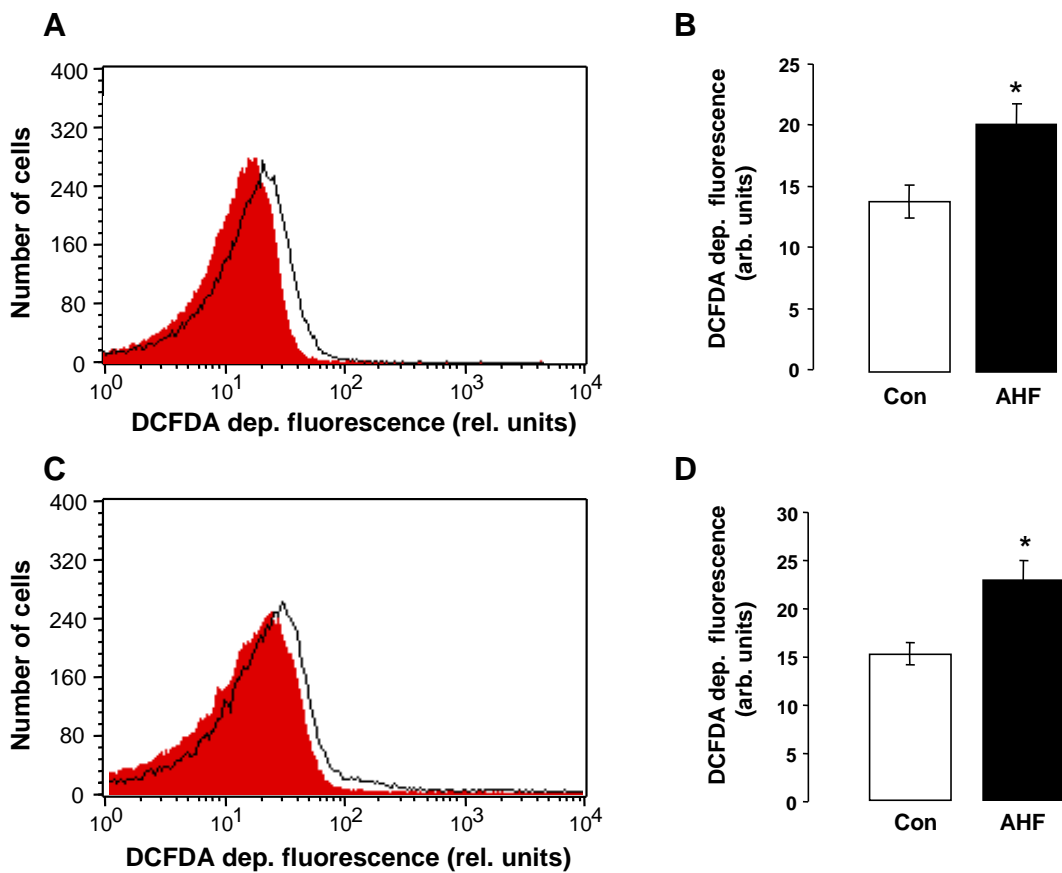 A
400
320
240
160
80
0
Number of cells
10^0 10^1 10^2 10^3 10^4
DCFDA dep. fluorescence (rel. units)
B
25
20
15
10
5
0
DCFDA dep. fluorescence
(arb. units)
*
Con AHF
C
400
320
240
160
80
0
Number of cells
10^0 10^1 10^2 10^3 10^4
DCFDA dep. fluorescence (rel. units)
D
30
25
20
15
10
5
0
DCFDA dep. fluorescence
(arb. units)
*
Con AHF